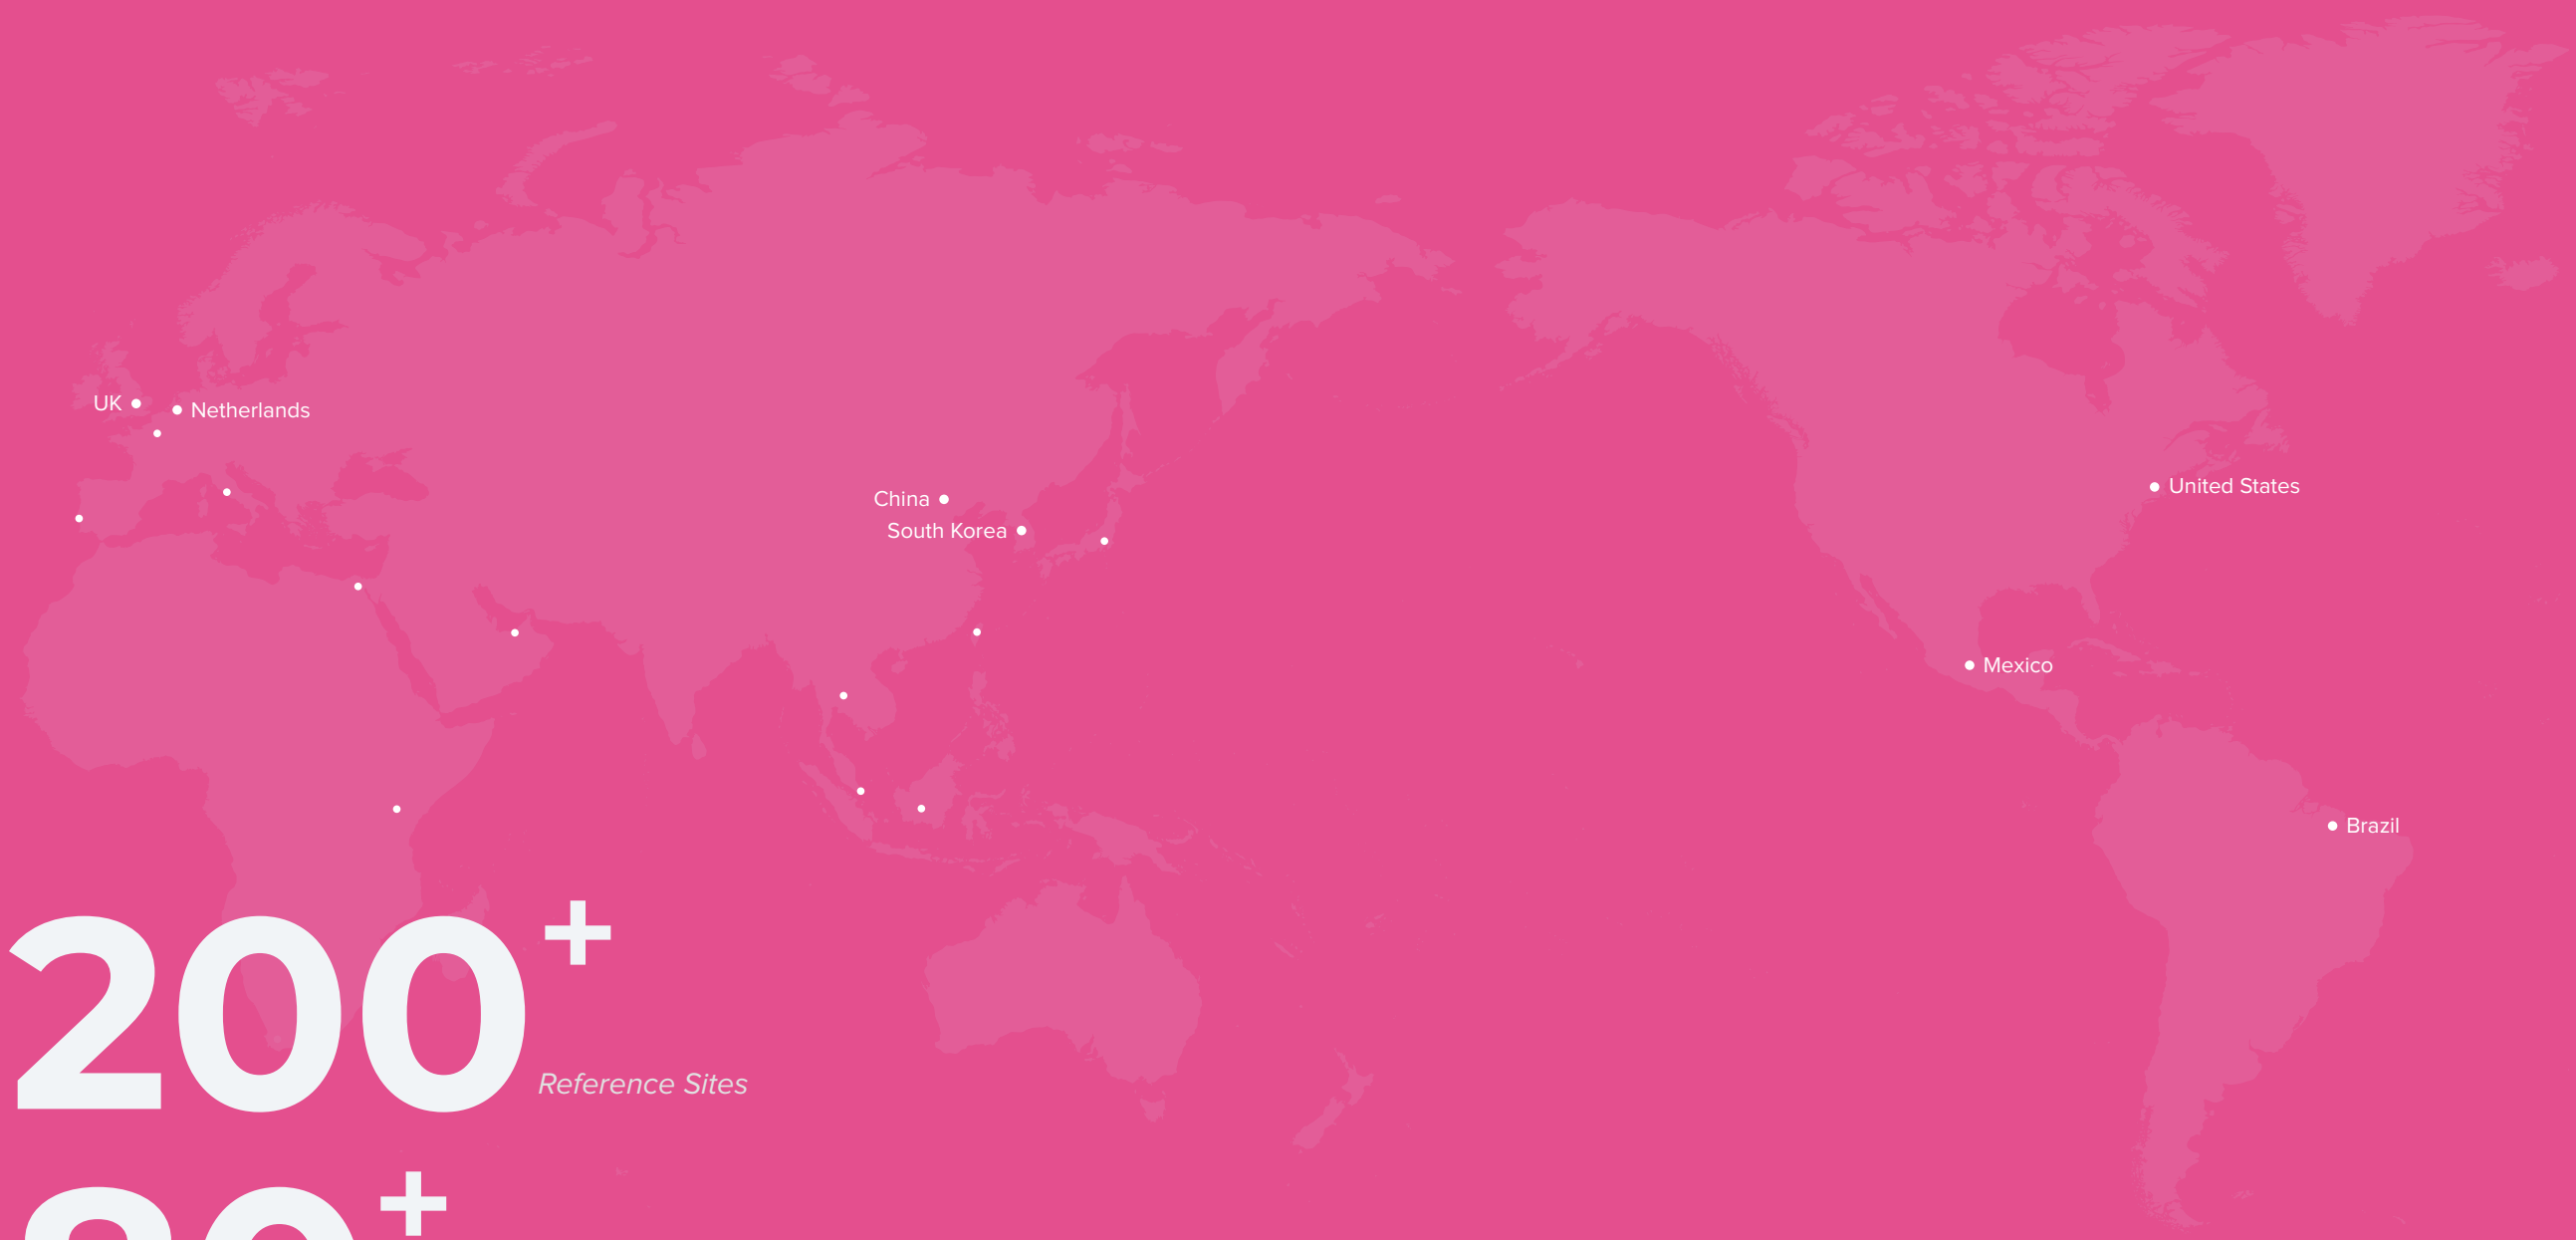 UK
Netherlands
China
South Korea
United States
Mexico
Brazil
200+
Reference Sites